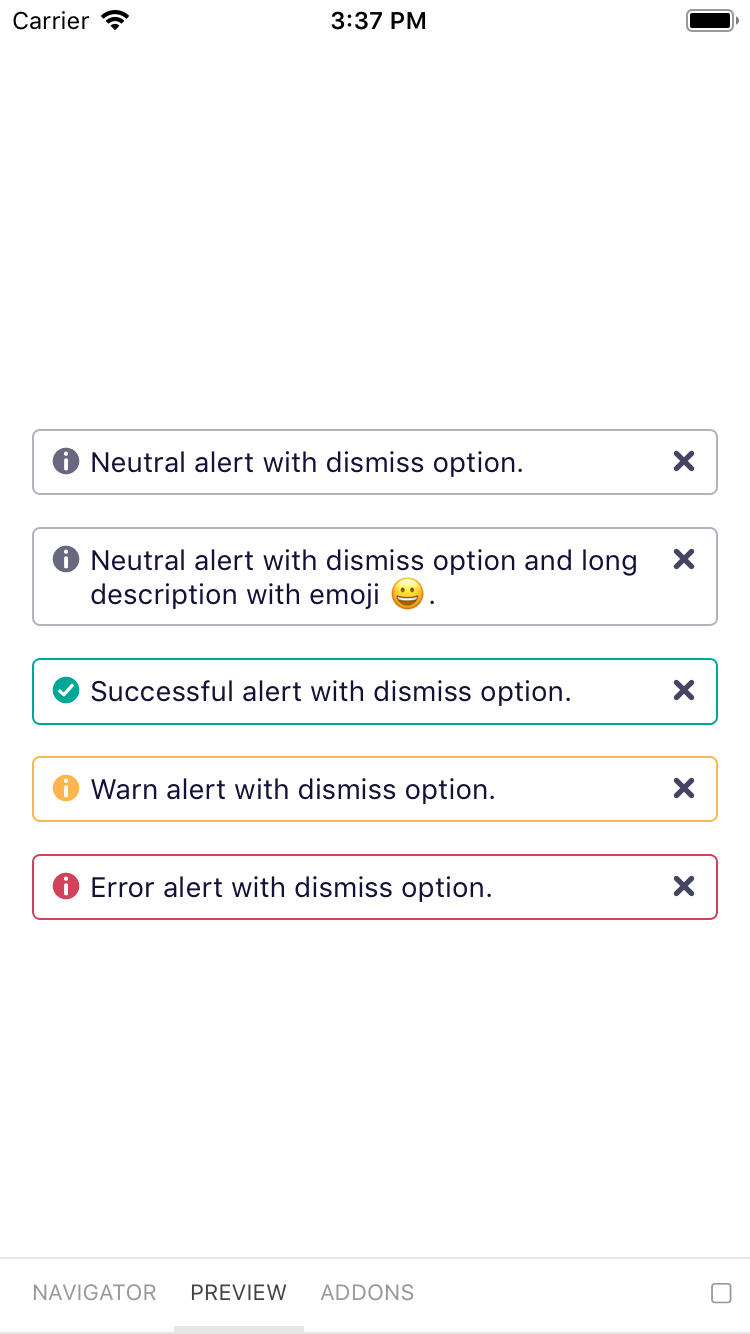 Carrier 3:37 PM
Neutral alert with dismiss option.
Neutral alert with dismiss option and long
description with emoji 😀.
Successful alert with dismiss option.
Warn alert with dismiss option.
Error alert with dismiss option.
NAVIGATOR PREVIEW ADDONS